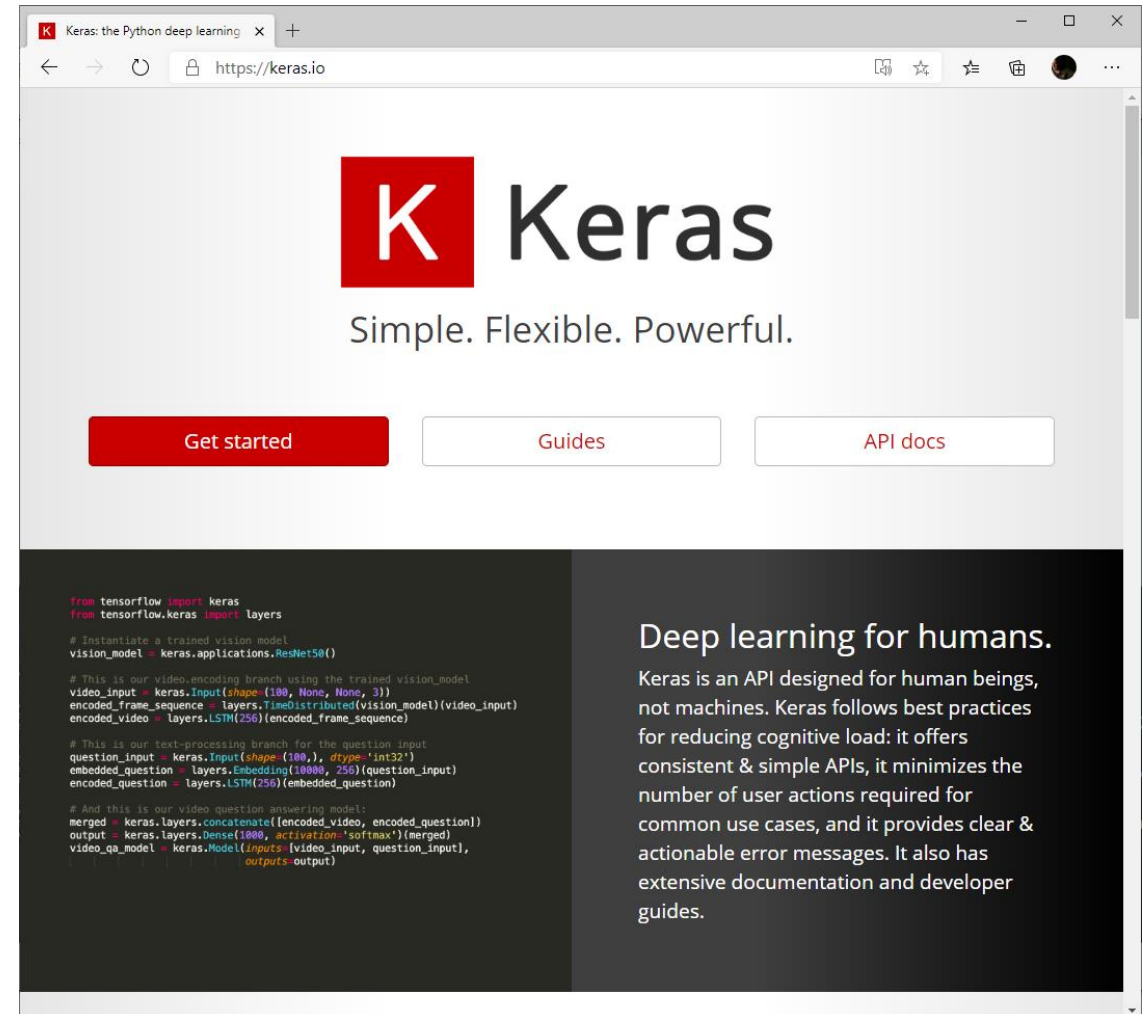 Keras: the Python deep learning
https://keras.io
K Keras
Simple. Flexible. Powerful.
Get started
Guides
API docs
from tensorflow import keras
from tensorflow.keras import layers
# Instantiate a trained vision model
vision_model = keras.applications.ResNet50()
# This is our video.encoding branch using the trained vision_model
video_input = keras.Input(shape=(100, None, None, 3))
encoded_frame_sequence = layers.TimeDistributed(vision_model)(video_input)
encoded_video = layers.LSTM(256)(encoded_frame_sequence)
# This is our text-processing branch for the question input
question_input = keras.Input(shape=(100,), dtype='int32')
embedded_question = layers.Embedding(10000, 256)(question_input)
encoded_question = layers.LSTM(256)(embedded_question)
# And this is our video question answering model:
merged = keras.layers.concatenate([encoded_video, encoded_question])
output = keras.layers.Dense(1000, activation='softmax')(merged)
video_qa_model = keras.Model(inputs=[video_input, question_input],
outputs=output)
Deep learning for humans.
Keras is an API designed for human beings,
not machines. Keras follows best practices
for reducing cognitive load: it offers
consistent & simple APIs, it minimizes the
number of user actions required for
common use cases, and it provides clear &
actionable error messages. It also has
extensive documentation and developer
guides.